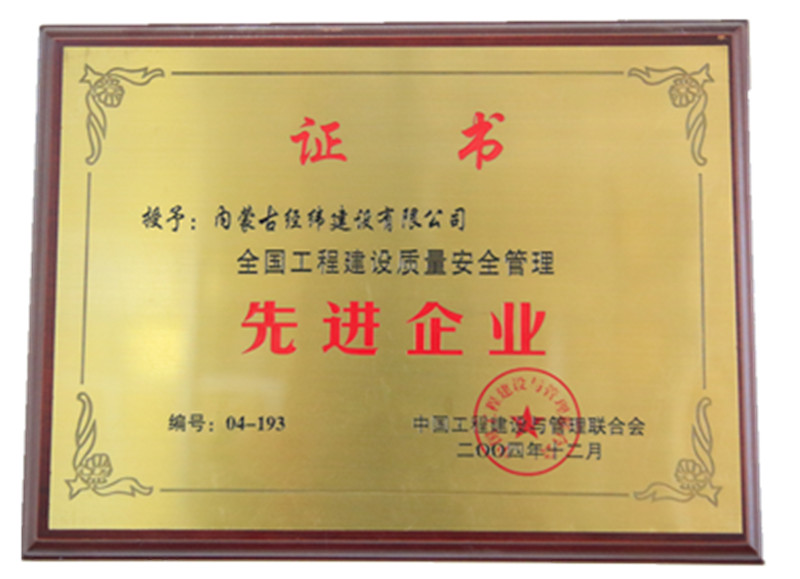 证书
授予：内蒙古经纬建设有限公司
全国工程建设质量安全管理
先进企业
编号：04-193
中国工程建设与管理联合会
二〇〇四年十二月